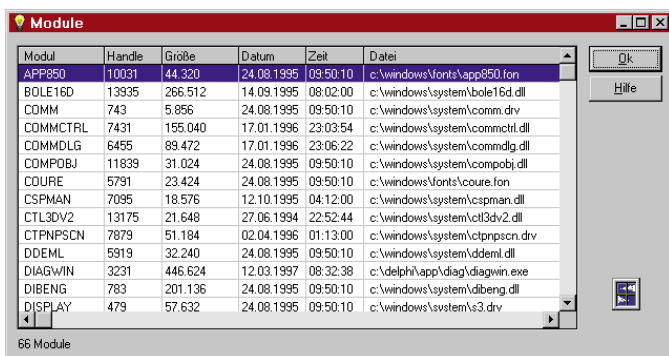 Module
Modul Handle Größe Datum Zeit Datei
APP850 10031 44.320 24.08.1995 09:50:10 c:\windows\fonts\app850.fon
BOLE16D 13935 266.512 14.09.1995 08:02:00 c:\windows\system\bole16d.dll
COMM 743 5.856 24.08.1995 09:50:10 c:\windows\system\comm.drv
COMMCTRL 7431 155.040 17.01.1996 23:03:54 c:\windows\system\commctrl.dll
COMMDLG 6455 89.472 17.01.1996 23:06:22 c:\windows\system\commdlg.dll
COMPOBJ 11839 31.024 24.08.1995 09:50:10 c:\windows\system\compobj.dll
COURE 5791 23.424 24.08.1995 09:50:10 c:\windows\fonts\coure.fon
CSPMAN 7095 18.576 12.10.1995 04:12:00 c:\windows\system\cspman.dll
CTL3DV2 13175 21.648 27.06.1994 22:52:44 c:\windows\system\ctl3dv2.dll
CTPNPSCN 7879 51.184 02.04.1996 01:13:00 c:\windows\system\ctpnpscn.drv
DDEML 5919 32.240 24.08.1995 09:50:10 c:\windows\system\ddeml.dll
DIAGWIN 3231 446.624 12.03.1997 08:32:38 c:\delphi\app\diag\diagwin.exe
DIBENG 783 201.136 24.08.1995 09:50:10 c:\windows\system\dibeng.dll
DISPLAY 479 57.632 24.08.1995 09:50:10 c:\windows\system\s3.drv
Ok
Hilfe
66 Module